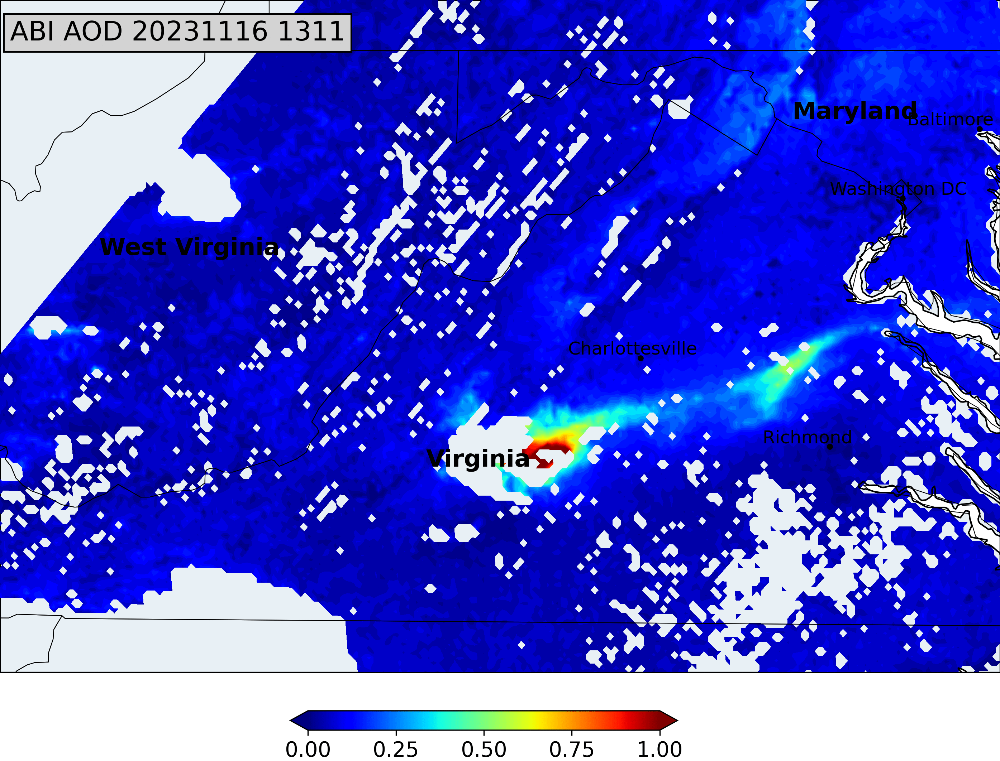 ABI AOD 20231116 1311
Maryland
Baltimore
Washington DC
West Virginia
Charlottesville
Richmond
Virginia
0.00 0.25 0.50 0.75 1.00